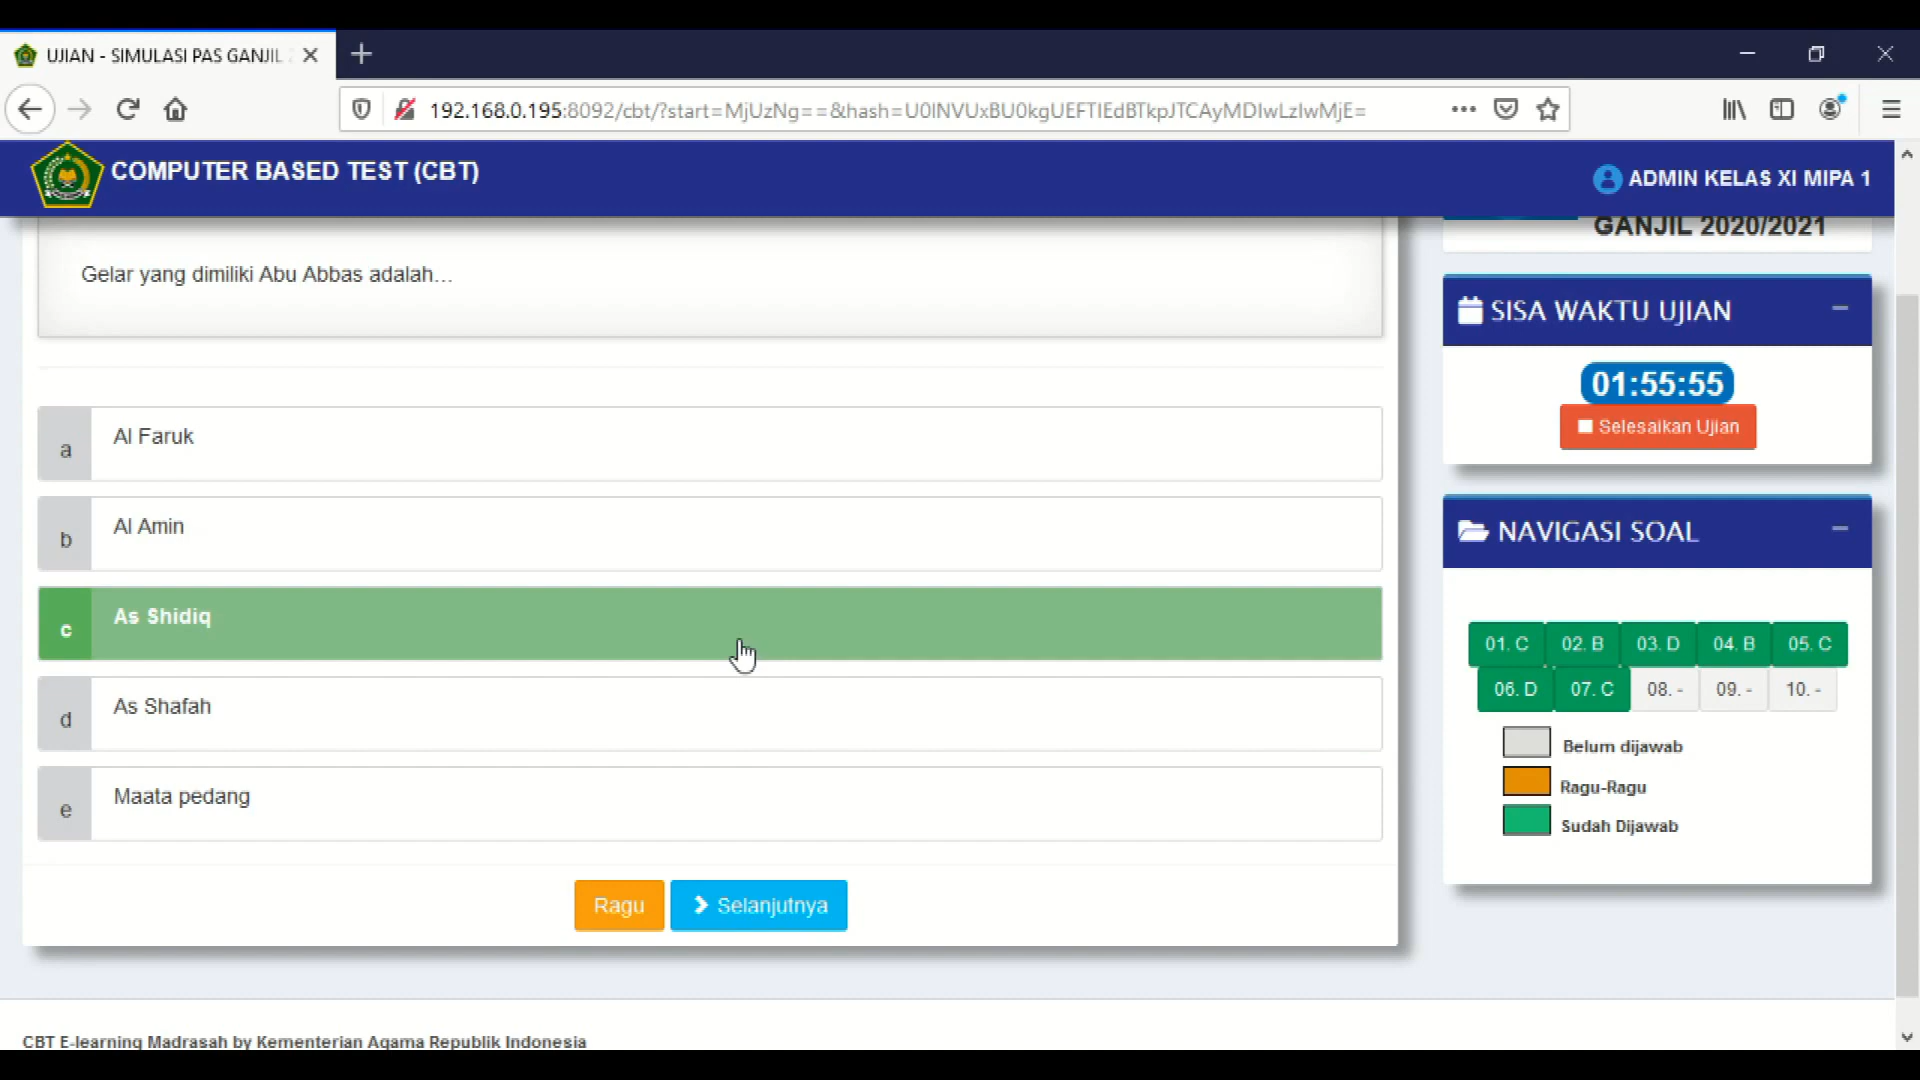 UJIAN - SIMULASI PAS GANJIL 2
192.168.0.195:8092/cbt/?start=MjUzNg==&hash=U0lNVUxBU0kgUEFTIEdBTkpJTCAyMDIwLzIwMjE=
COMPUTER BASED TEST (CBT)
ADMIN KELAS XI MIPA 1
GANJIL 2020/2021
Gelar yang dimiliki Abu Abbas adalah...
a Al Faruk
b Al Amin
c As Shidiq
d As Shafah
e Maata pedang
Ragu
Selanjutnya
SISA WAKTU UJIAN
01:55:55
Selesaikan Ujian
NAVIGASI SOAL
01. C 02. B 03. D 04. B 05. C
06. D 07. C 08. - 09. - 10. -
Belum dijawab
Ragu-Ragu
Sudah Dijawab
CBT E-learning Madrasah by Kementerian Agama Republik Indonesia